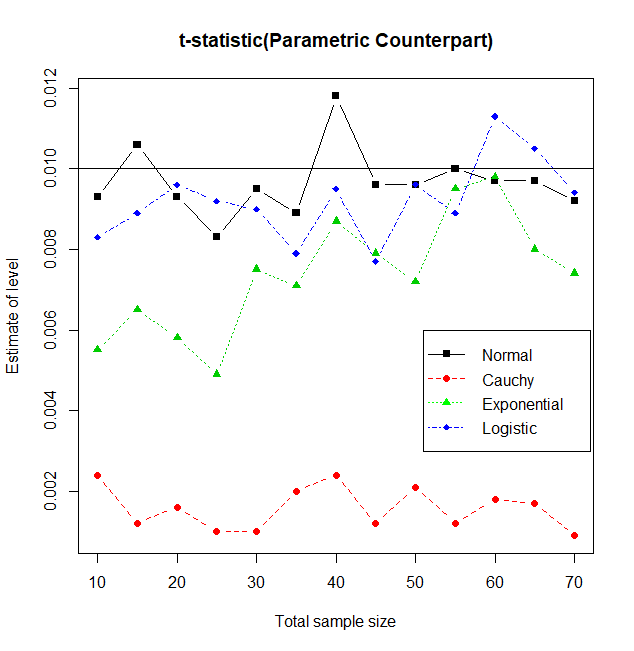 t-statistic(Parametric Counterpart)
0.012
0.010
0.008
0.006
0.004
0.002
Estimate of level
Normal
Cauchy
Exponential
Logistic
10 20 30 40 50 60 70
Total sample size